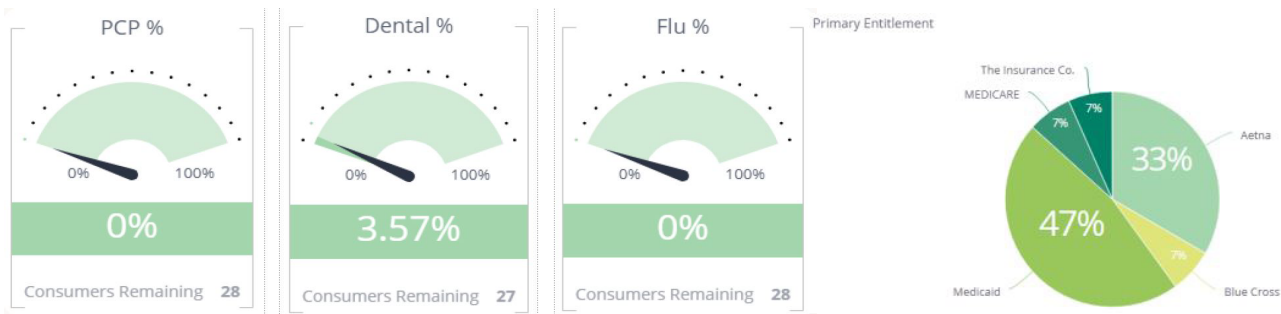 PCP %
0%
100%
0%
Consumers Remaining 28
Dental %
0%
100%
3.57%
Consumers Remaining 27
Flu %
0%
100%
0%
Consumers Remaining 28
Primary Entitlement
The Insurance Co.
MEDICARE
7%
7%
Aetna
33%
47%
7%
Medicaid
Blue Cross